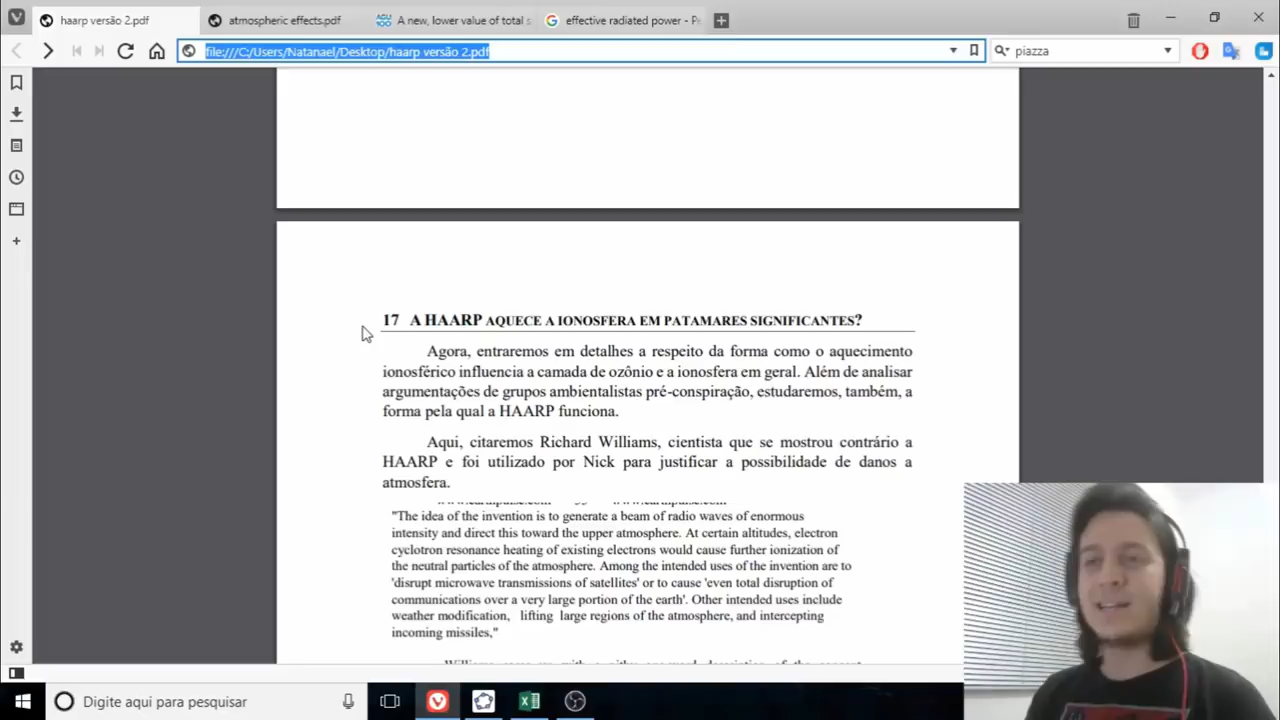 haarp versão 2.pdf
atmospheric effects.pdf
A new, lower value of total s
effective radiated power - Pe
file:///C:/Users/Natanael/Desktop/haarp versão 2.pdf
piazza
17 A HAARP AQUECE A IONOSFERA EM PATAMARES SIGNIFICANTES?
Agora, entraremos em detalhes a respeito da forma como o aquecimento
ionosférico influencia a camada de ozônio e a ionosfera em geral. Além de analisar
argumentações de grupos ambientalistas pré-conspiração, estudaremos, também, a
forma pela qual a HAARP funciona.
Aqui, citaremos Richard Williams, cientista que se mostrou contrário a
HAARP e foi utilizado por Nick para justificar a possibilidade de danos a
atmosfera.
"The idea of the invention is to generate a beam of radio waves of enormous
intensity and direct this toward the upper atmosphere. At certain altitudes, electron
cyclotron resonance heating of existing electrons would cause further ionization of
the neutral particles of the atmosphere. Among the intended uses of the invention are to
'disrupt microwave transmissions of satellites' or to cause 'even total disruption of
communications over a very large portion of the earth'. Other intended uses include
weather modification, lifting large regions of the atmosphere, and intercepting
incoming missiles,"
Digite aqui para pesquisar